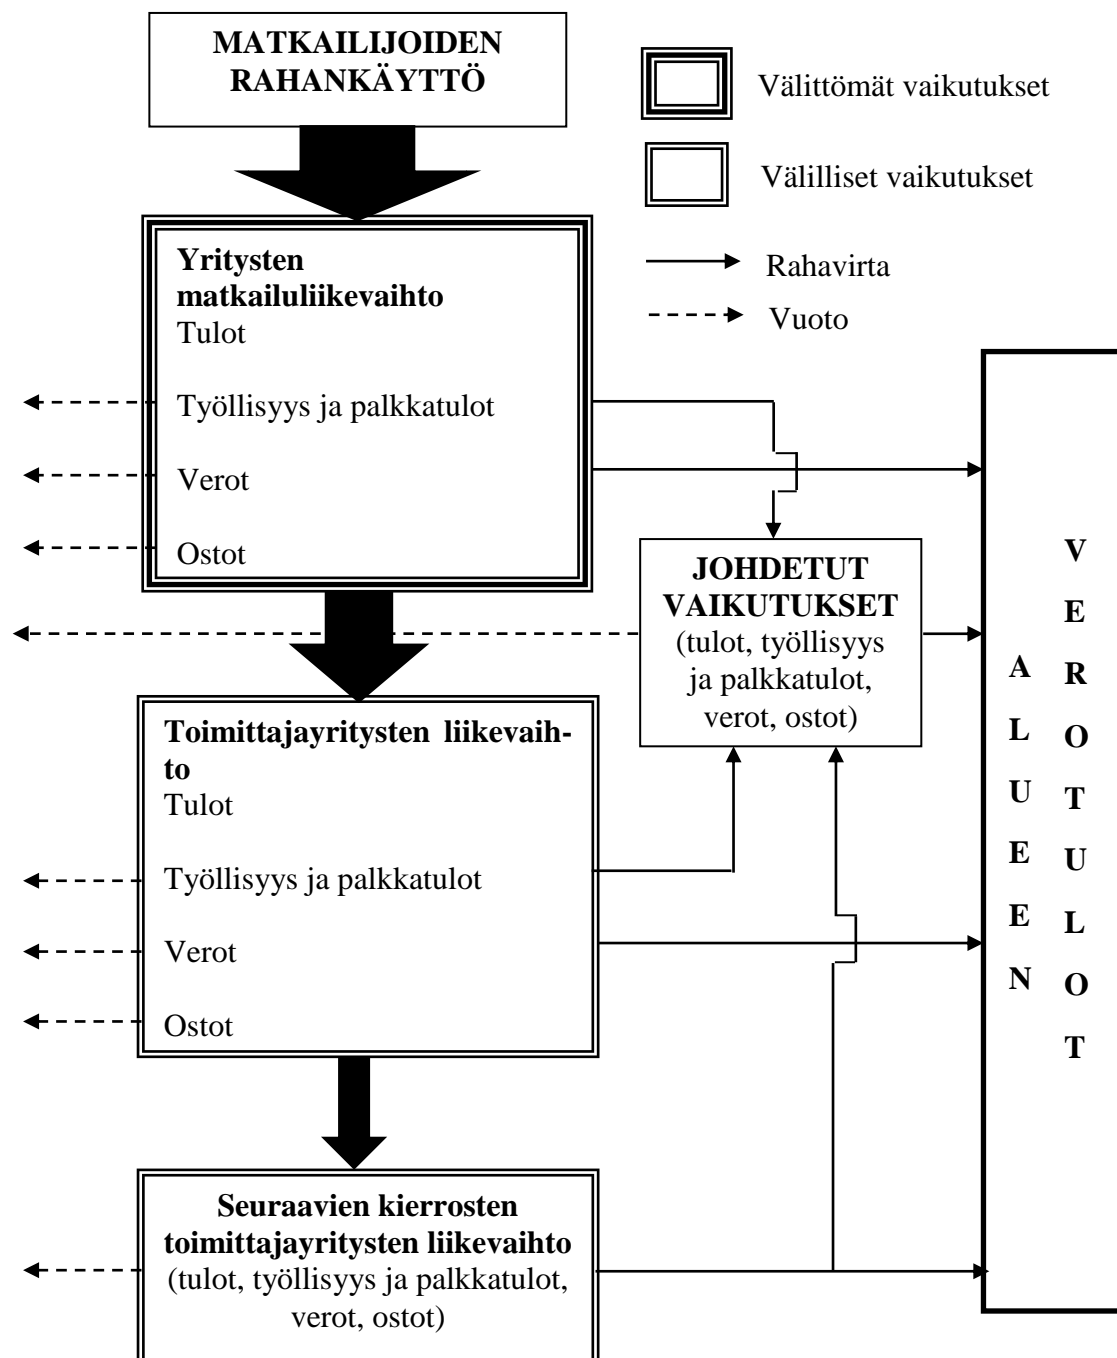 MATKAILIJOIDEN
RAHANKÄYTTÖ
Välittömät vaikutukset
Välilliset vaikutukset
Rahavirta
Vuoto
Yritysten
matkailuliikevaihto
Tulot
Työllisyys ja palkkatulot
Verot
Ostot
JOHDETUT
VAIKUTUKSET
(tulot, työllisyys
ja palkkatulot,
verot, ostot)
Toimittajayritysten liikevaih-
to
Tulot
Työllisyys ja palkkatulot
Verot
Ostot
Seuraavien kierrosten
toimittajayritysten liikevaihto
(tulot, työllisyys ja palkkatulot,
verot, ostot)
ALUEEN
VEROTULOT